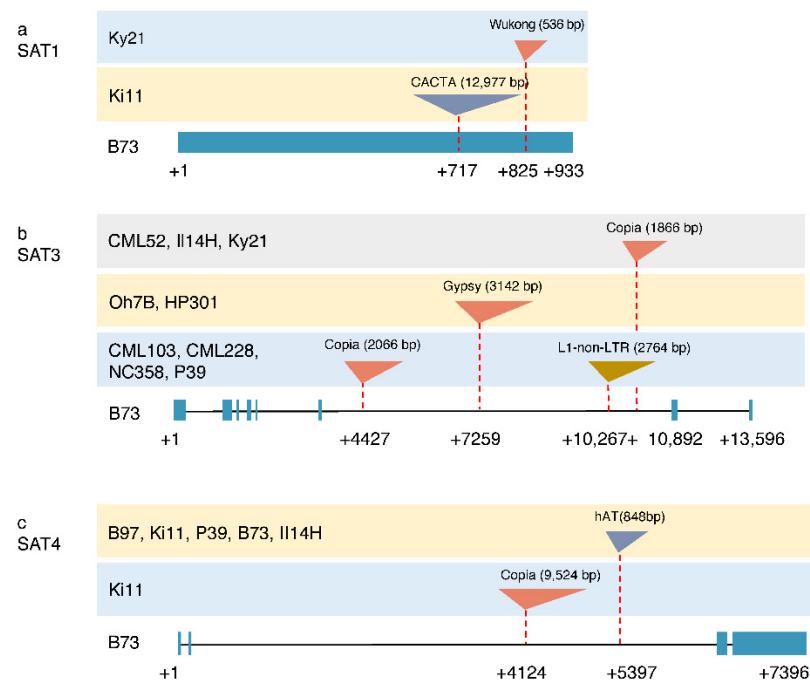 a
SAT1
Wukong (536 bp)
Ky21
CACTA (12,977 bp)
Ki11
B73
+1 +717 +825 +933
b
SAT3
Copia (1866 bp)
CML52, Il14H, Ky21
Gypsy (3142 bp)
Oh7B, HP301
CML103, CML228,
NC358, P39
Copia (2066 bp)
L1-non-LTR (2764 bp)
B73
+1 +4427 +7259 +10,267+ 10,892 +13,596
c
SAT4
hAT(848bp)
B97, Ki11, P39, B73, Il14H
Copia (9,524 bp)
Ki11
B73
+1 +4124 +5397 +7396